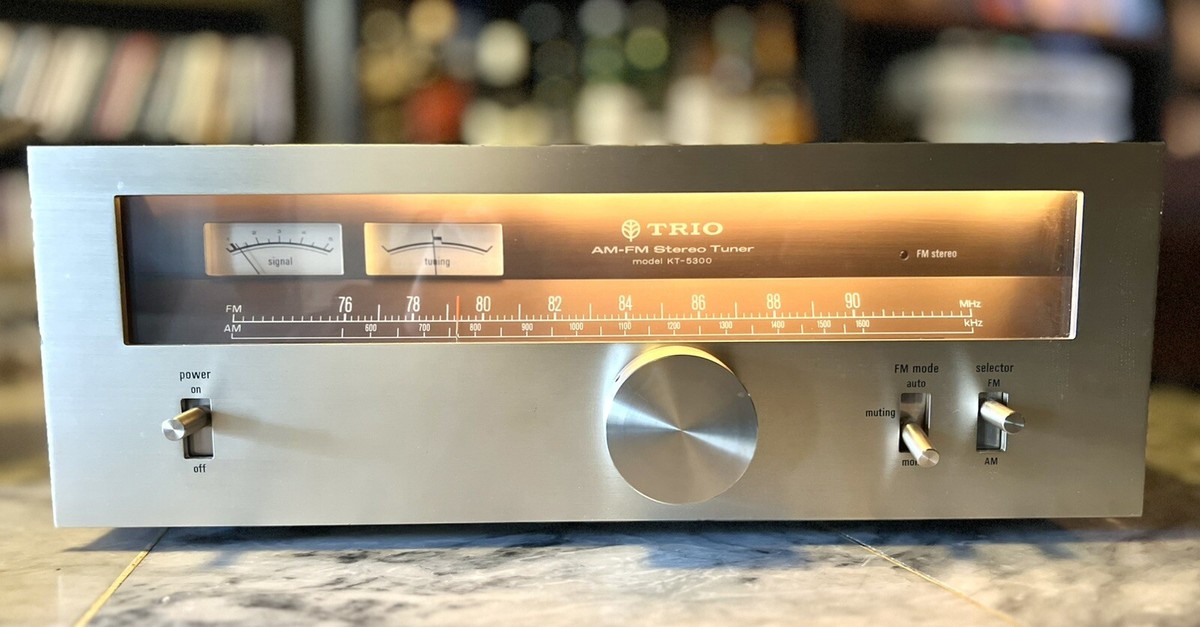 TRIO
AM-FM Stereo Tuner
model KT-5300
signal
tuning
FM stereo
FM 76 78 80 82 84 86 88 90 MHz
AM 600 700 800 900 1000 1100 1200 1300 1400 1500 1600 kHz
power
on
off
FM mode
auto
muting
selector
FM
AM